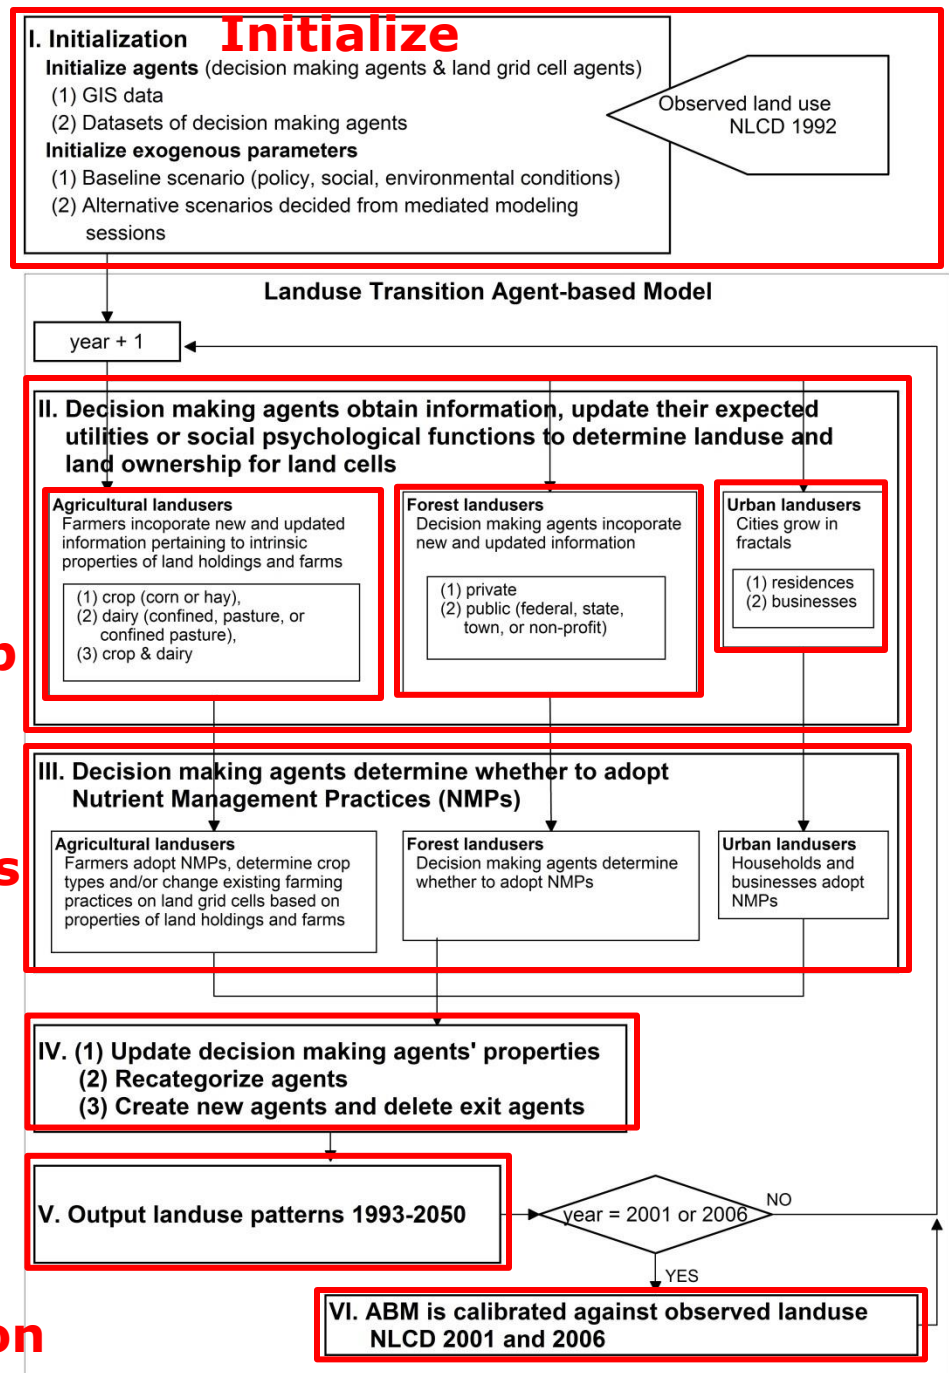 Initialize
I. Initialization
Initialize agents (decision making agents & land grid cell agents)
(1) GIS data
(2) Datasets of decision making agents
Initialize exogenous parameters
(1) Baseline scenario (policy, social, environmental conditions)
(2) Alternative scenarios decided from mediated modeling
sessions
Observed land use
NLCD 1992
Landuse Transition Agent-based Model
year + 1
II. Decision making agents obtain information, update their expected
utilities or social psychological functions to determine landuse and
land ownership for land cells
Agricultural landusers
Farmers incoporate new and updated
information pertaining to intrinsic
properties of land holdings and farms
(1) crop (corn or hay),
(2) dairy (confined, pasture, or
confined pasture),
(3) crop & dairy
Forest landusers
Decision making agents incoporate
new and updated information
(1) private
(2) public (federal, state,
town, or non-profit)
Urban landusers
Cities grow in
fractals
(1) residences
(2) businesses
III. Decision making agents determine whether to adopt
Nutrient Management Practices (NMPs)
Agricultural landusers
Farmers adopt NMPs, determine crop
types and/or change existing farming
practices on land grid cells based on
properties of land holdings and farms
Forest landusers
Decision making agents determine
whether to adopt NMPs
Urban landusers
Households and
businesses adopt
NMPs
s
IV. (1) Update decision making agents' properties
(2) Recategorize agents
(3) Create new agents and delete exit agents
V. Output landuse patterns 1993-2050
year = 2001 or 2006
NO
YES
VI. ABM is calibrated against observed landuse
NLCD 2001 and 2006
on